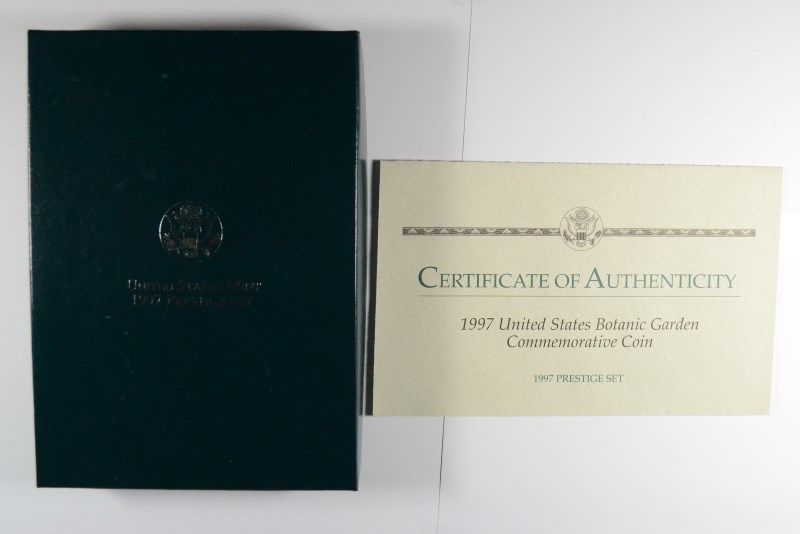 UNITED STATES MINT
1997 PRESTIGE SET
CERTIFICATE OF AUTHENTICITY
1997 United States Botanic Garden
Commemorative Coin
1997 PRESTIGE SET